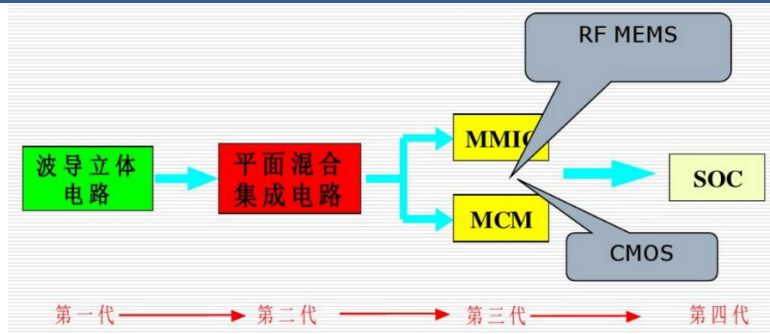 RF MEMS
波导立体
电路
平面混合
集成电路
MMIC
MCM
SOC
CMOS
第一代
第二代
第三代
第四代